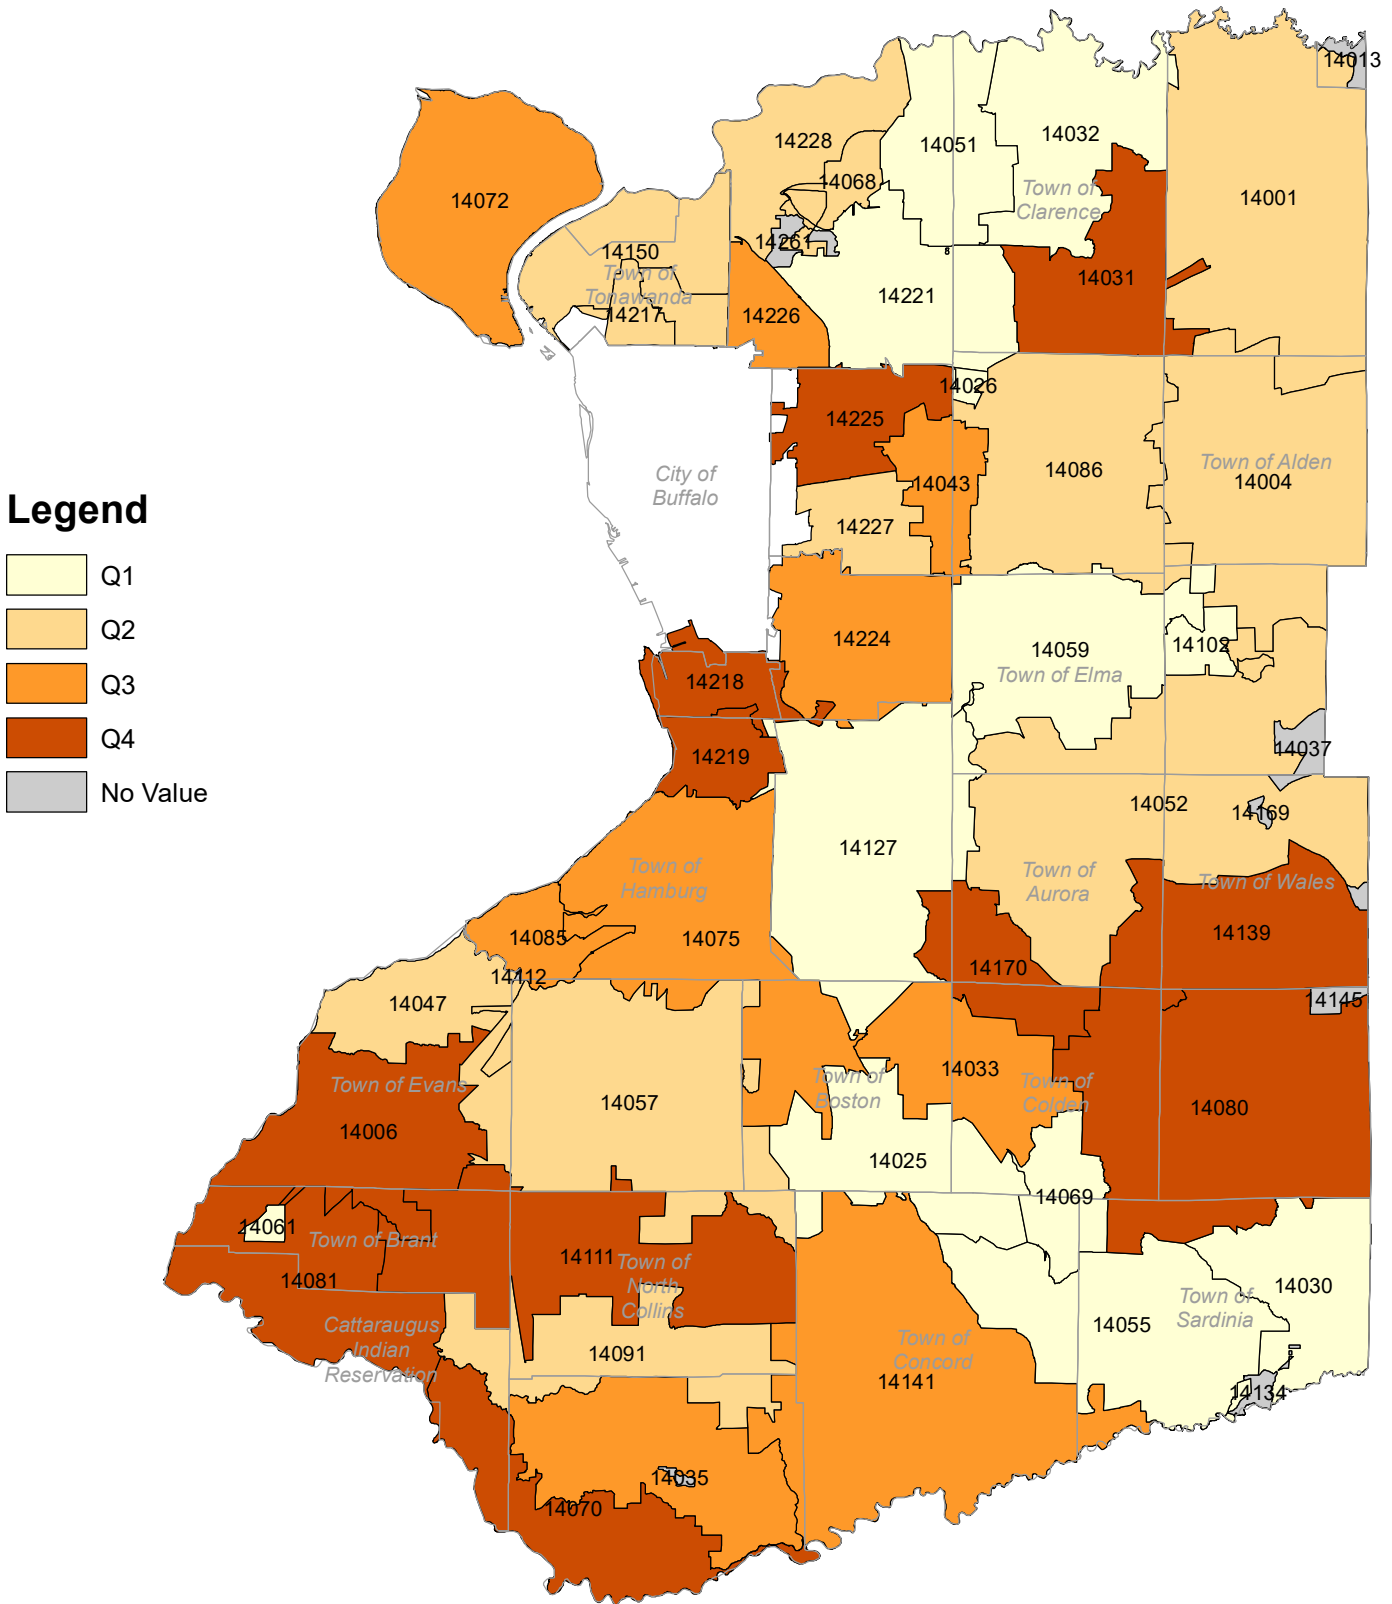 14013
14032
14228
14051
14068
14072
Town of
Clarence
14001
14261
14150
Town of
Tonawanda
14031
14221
14217
14226
14026
14225
City of
Buffalo
14043
14086
Town of Alden
14004
Legend
14227
Q1
Q2
Q3
Q4
No Value
14224
14059
Town of Elma
14102
14218
14219
14037
14052
14169
14127
Town of
Hamburg
Town of
Aurora
Town of Wales
14085
14075
14139
14170
14112
14047
14145
14033
Town of Evans
Town of
Boston
Town of
Colden
14057
14080
14006
14025
14069
14061
Town of Brant
14111
Town of
North
Collins
14081
14030
Town of
Sardinia
Cattaraugus
Indian
Reservation
14055
Town of
Concord
14091
14141
14134
14035
14070